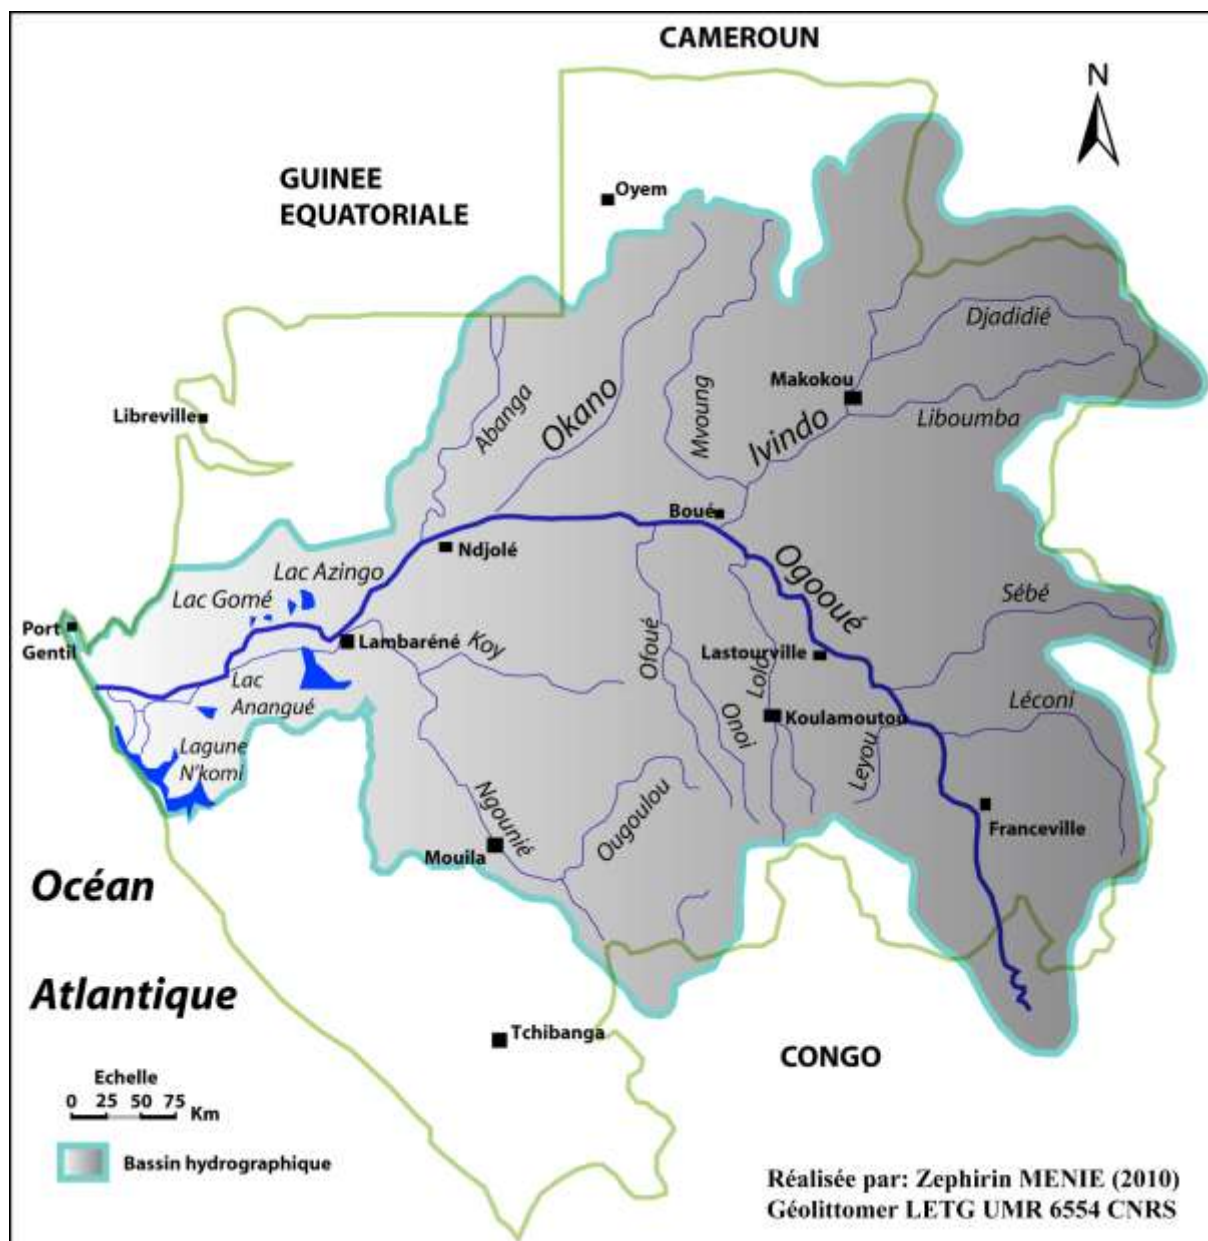 CAMEROUN
N
GUINEE
EQUATORIALE
Oyem
Djadidié
Makokou
Libreville
Abanga
Okano
Mvoung
Ivindo
Liboumba
Boué
Ndjolé
Ogooué
Lac Azingo
Lac Gomé
Sébé
Port
Gentil
Lambaréné
Koy
Ofoué
Lastourville
Lolo
Lac
Anangué
Onoi
Koulamoutou
Léconi
Leyou
Lagune
N'komi
Ngounié
Ougoulou
Franceville
Mouila
Océan
Atlantique
Tchibanga
CONGO
Echelle
0 25 50 75
Km
Bassin hydrographique
Réalisée par: Zephirin MENIE (2010)
Géolittomer LETG UMR 6554 CNRS